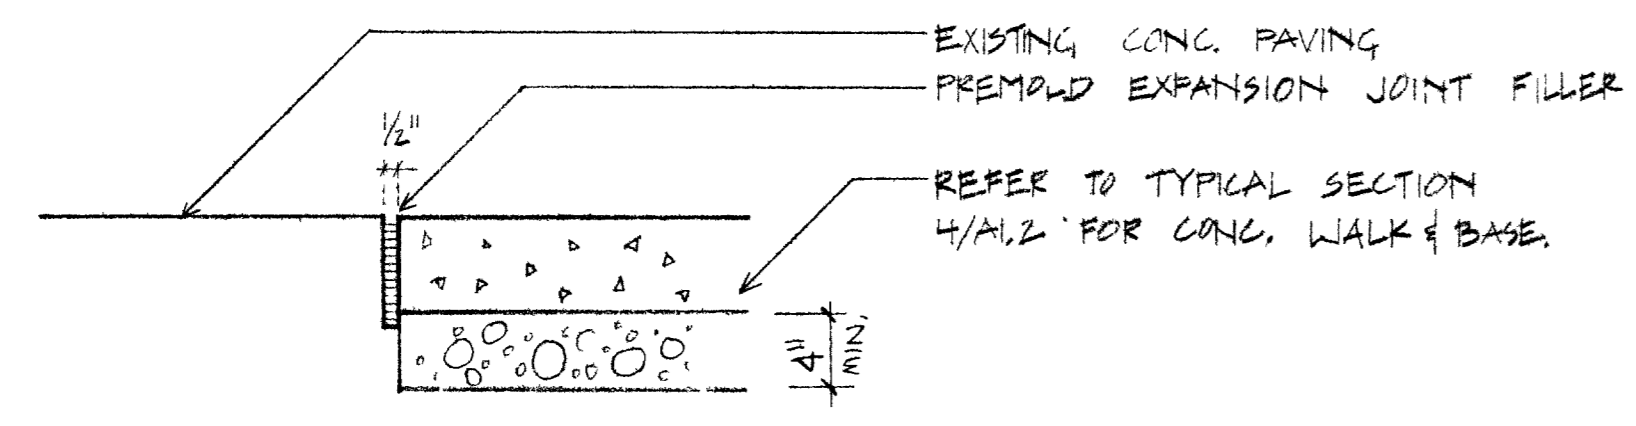 EXISTING CONC. PAVING
PREMOLD EXPANSION JOINT FILLER
1/2"
REFER TO TYPICAL SECTION
4/A1.2 FOR CONC. WALK & BASE.
4"
MIN.